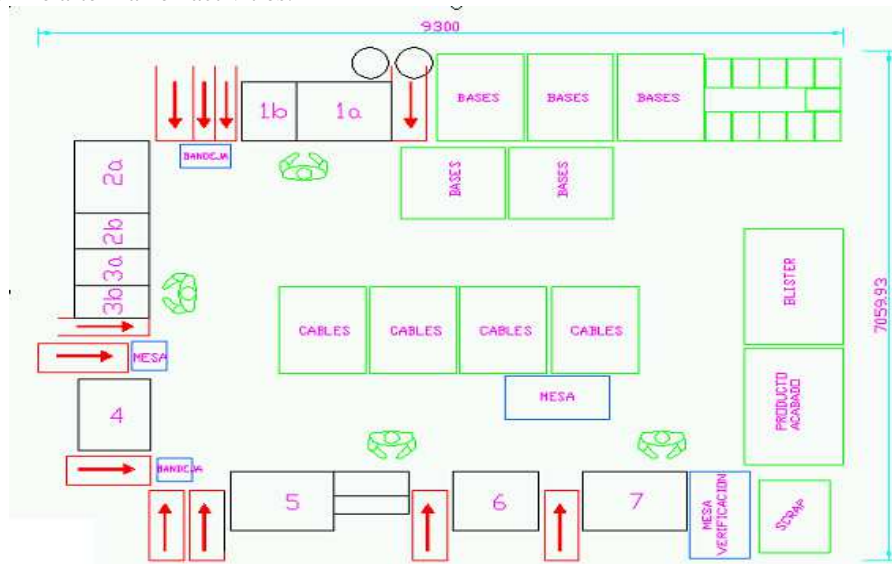 9300
1b
1a
BASES
BASES
BASES
BANDEJA
2a
BASES
BASES
2b
3a
3b
BLISTER
7059.93
CABLES
CABLES
CABLES
CABLES
MESA
MESA
PRODUCTO
ACABADO
4
BANDEJA
5
6
7
MESA
VERIFICACION
SCRAP